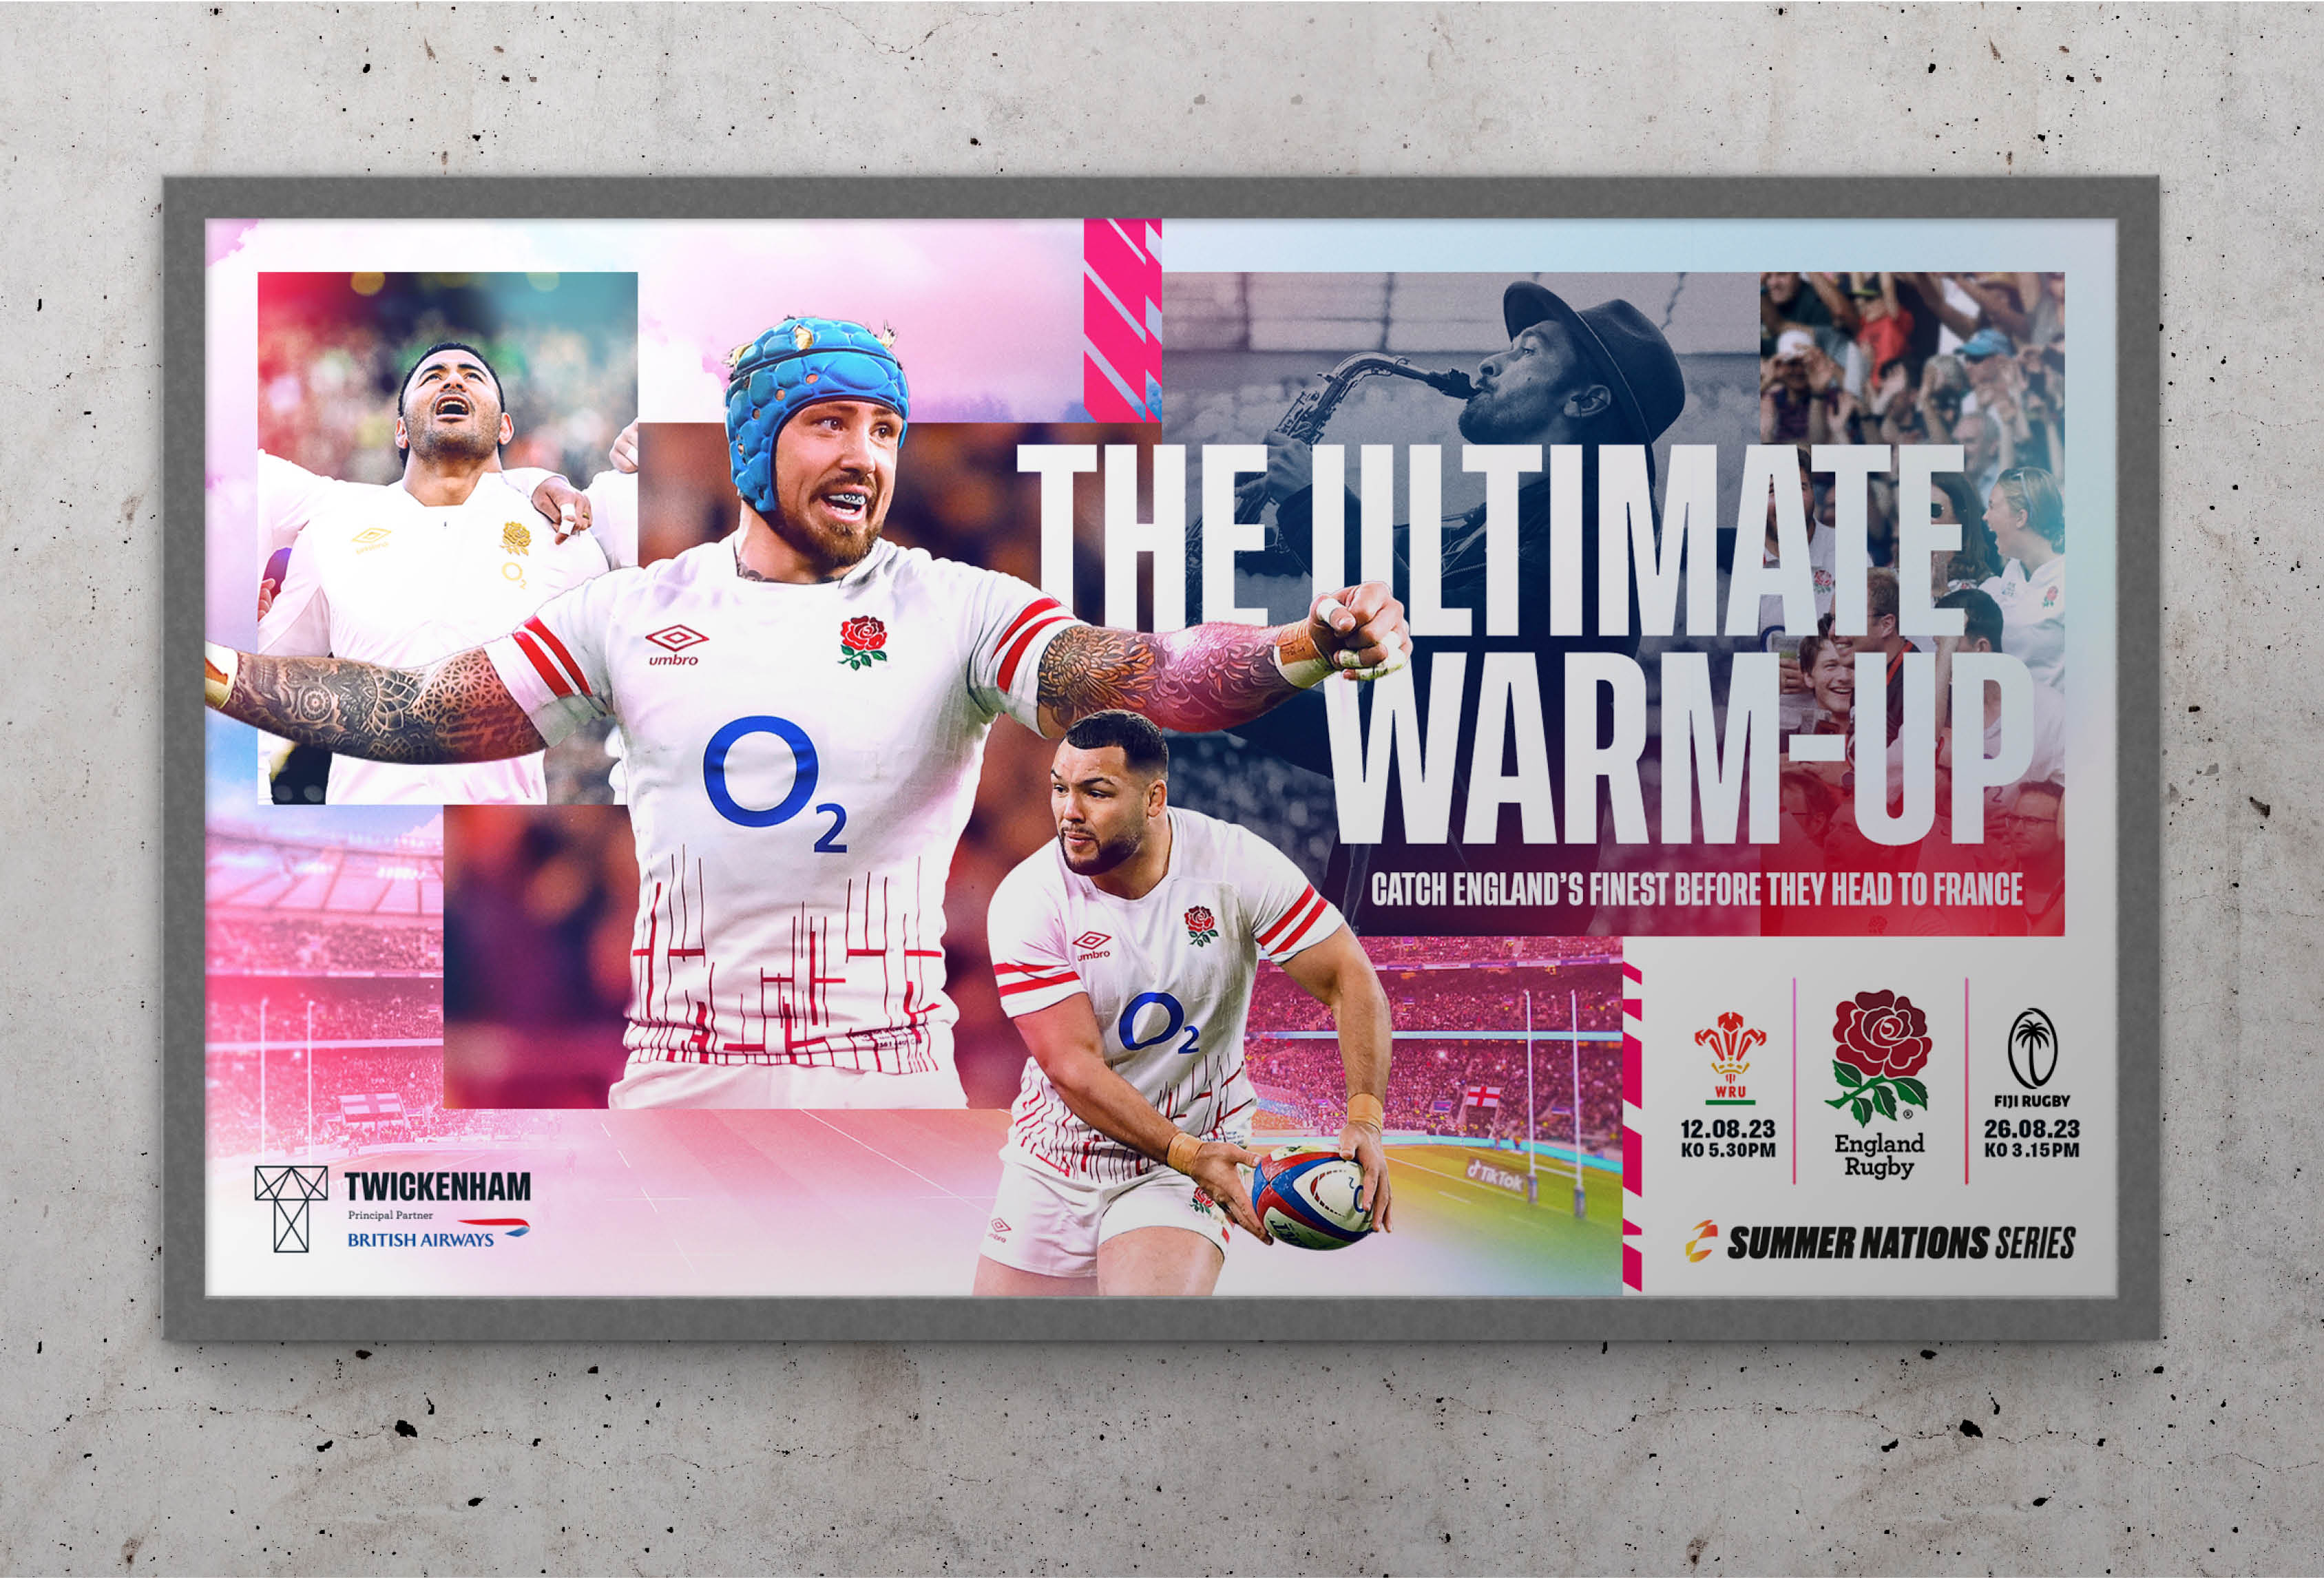 THE ULTIMATE
WARM-UP
CATCH ENGLAND'S FINEST BEFORE THEY HEAD TO FRANCE
umbro
O2
umbro
O2
umbro
O2
TikTok
WRU
12.08.23
KO 5.30PM
England
Rugby
®
FIJI RUGBY
26.08.23
KO 3.15PM
SUMMER NATIONS SERIES
TWICKENHAM
Principal Partner
BRITISH AIRWAYS